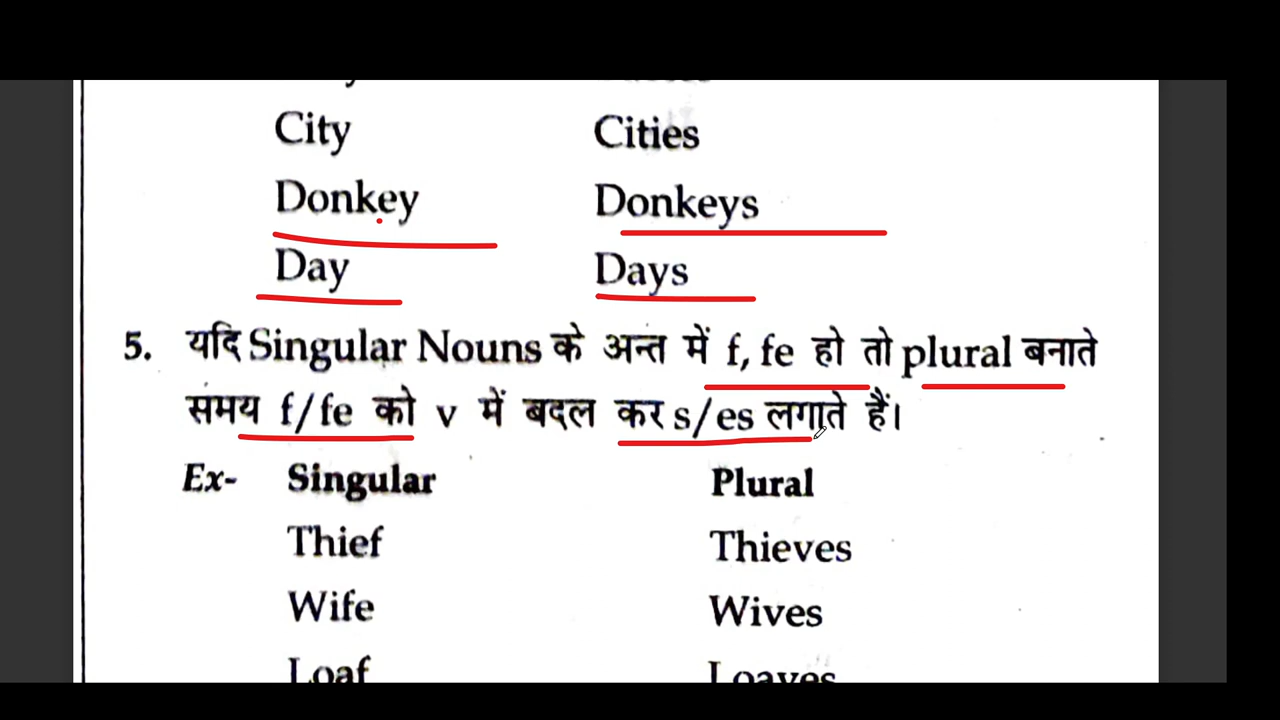 City Cities
Donkey Donkeys
Day Days
5. यदि Singular Nouns के अन्त में f, fe हो तो plural बनाते
समय f/fe को v में बदल कर s/es लगाते हैं।
Ex- Singular Plural
Thief Thieves
Wife Wives
Loaf Loaves